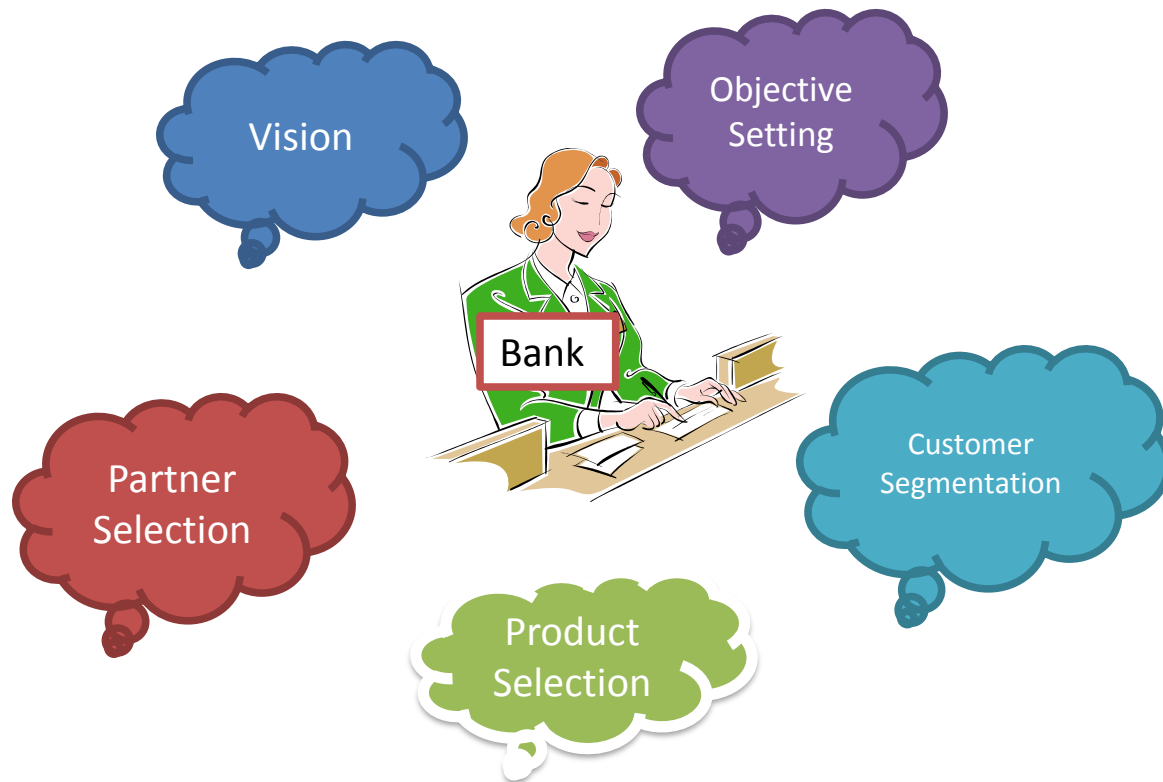 Vision
Objective
Setting
Bank
Partner
Selection
Customer
Segmentation
Product
Selection